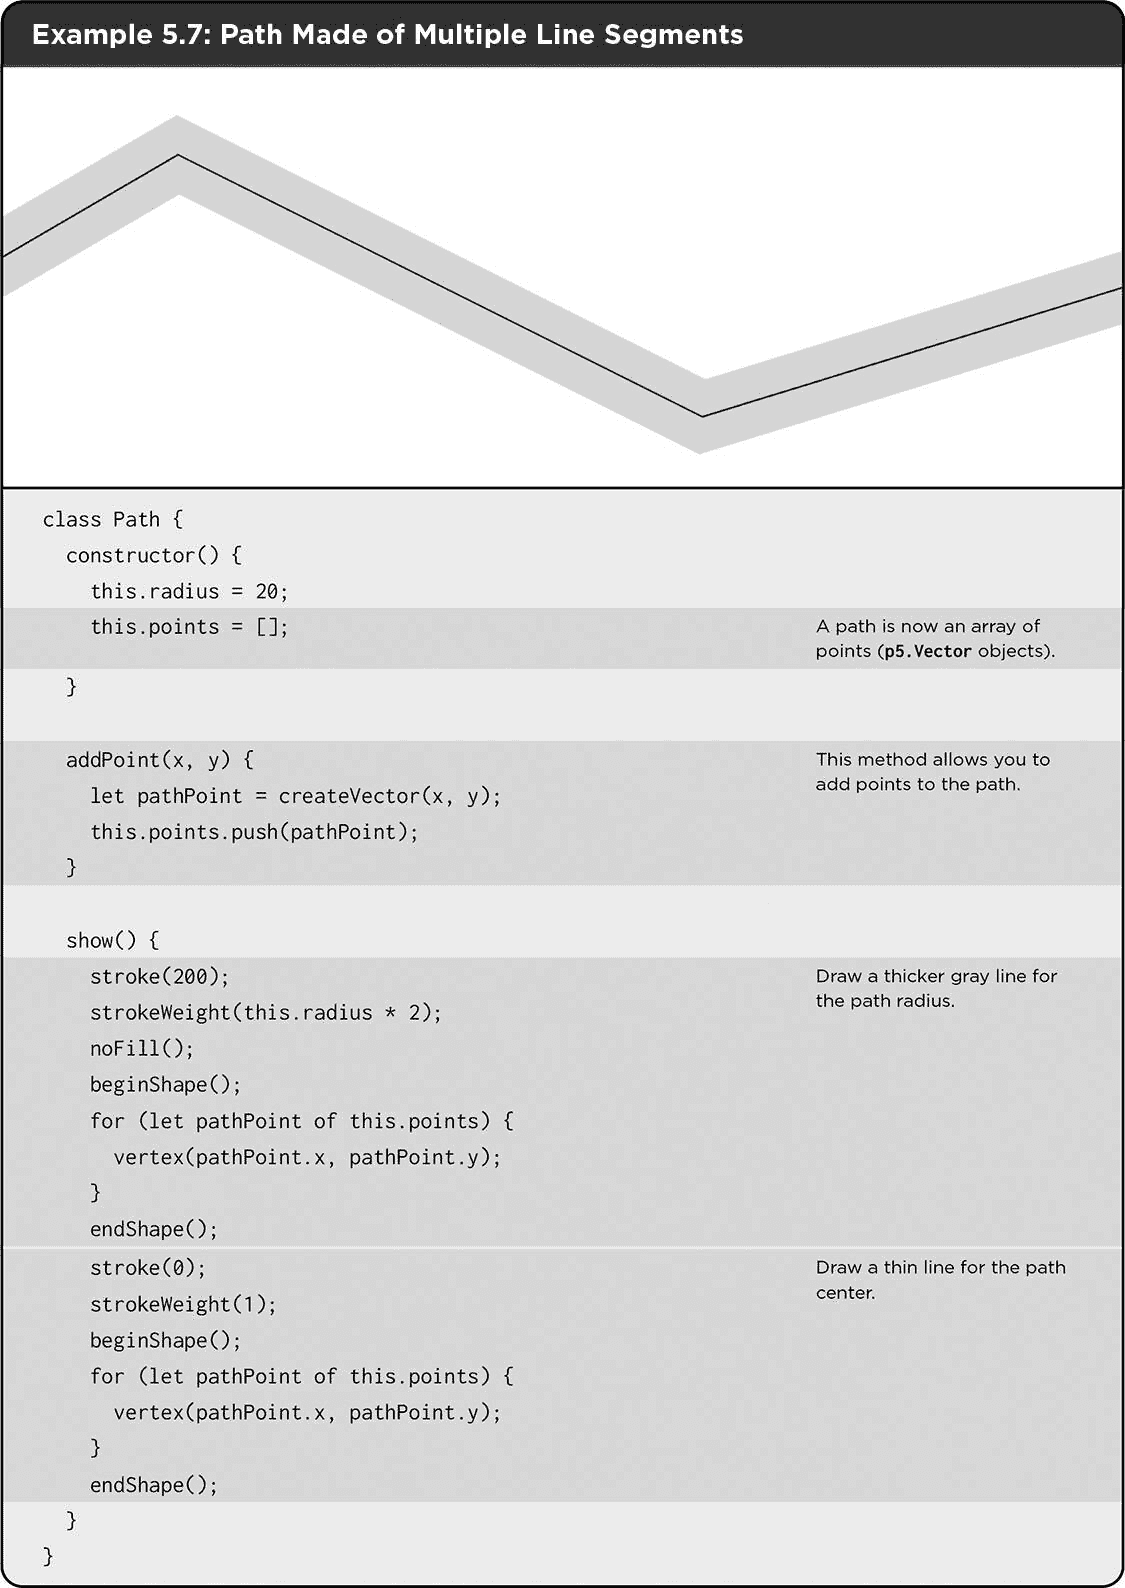 Example 5.7: Path Made of Multiple Line Segments
class Path {
  constructor() {
    this.radius = 20;
    this.points = [];
A path is now an array of
points (p5.Vector objects).
  }
  addPoint(x, y) {
    let pathPoint = createVector(x, y);
    this.points.push(pathPoint);
  }
This method allows you to
add points to the path.
  show() {
    stroke(200);
    strokeWeight(this.radius * 2);
    noFill();
    beginShape();
    for (let pathPoint of this.points) {
      vertex(pathPoint.x, pathPoint.y);
    }
    endShape();
Draw a thicker gray line for
the path radius.
    stroke(0);
    strokeWeight(1);
    beginShape();
    for (let pathPoint of this.points) {
      vertex(pathPoint.x, pathPoint.y);
    }
    endShape();
Draw a thin line for the path
center.
  }
}